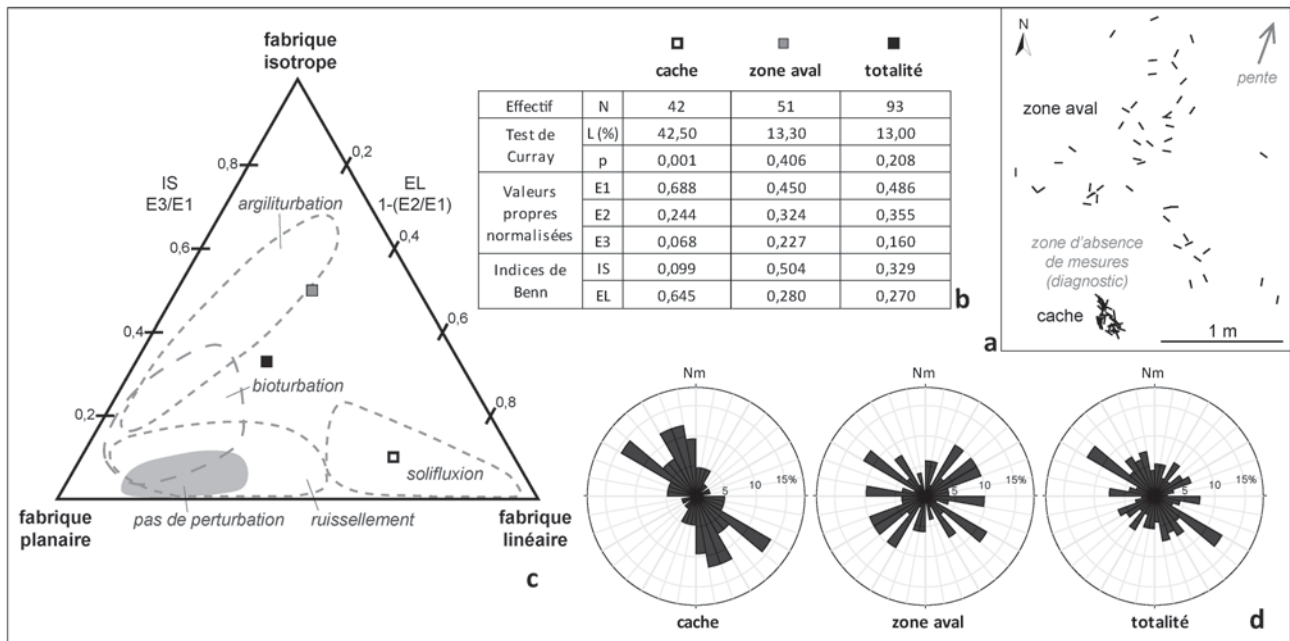 fabrique
isotrope
0,2
0,8
IS
E3/E1
EL
1-(E2/E1)
argiliturbation
0,6
0,4
0,4
0,6
bioturbation
0,2
0,8
solifluxion
fabrique
planaire
pas de perturbation
ruissellement
fabrique
linéaire
c
cache zone aval totalité
Effectif N 42 51 93
Test de Curray L (%) 42,50 13,30 13,00
p 0,001 0,406 0,208
Valeurs propres normalisées E1 0,688 0,450 0,486
E2 0,244 0,324 0,355
E3 0,068 0,227 0,160
Indices de Benn IS 0,099 0,504 0,329
EL 0,645 0,280 0,270
b
N
pente
zone aval
zone d'absence
de mesures
(diagnostic)
cache
1 m
a
Nm Nm Nm
5 10 15% 5 10 15% 5 10 15%
cache zone aval totalité
d